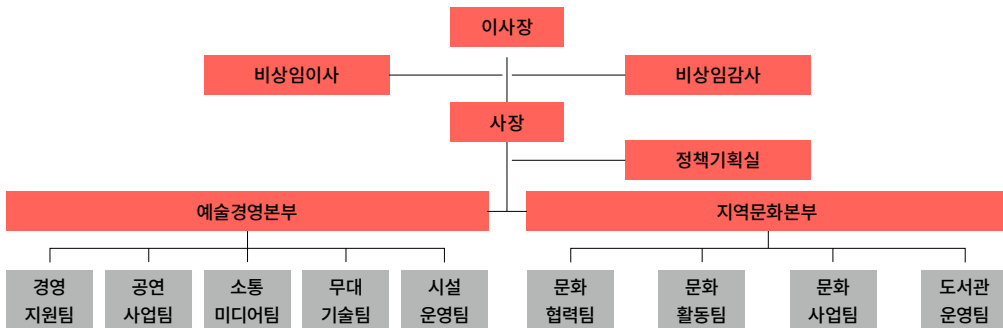 이사장
비상임이사
비상임감사
사장
정책기획실
예술경영본부
지역문화본부
경영
지원팀
공연
사업팀
소통
미디어팀
무대
기술팀
시설
운영팀
문화
협력팀
문화
활동팀
문화
사업팀
도서관
운영팀